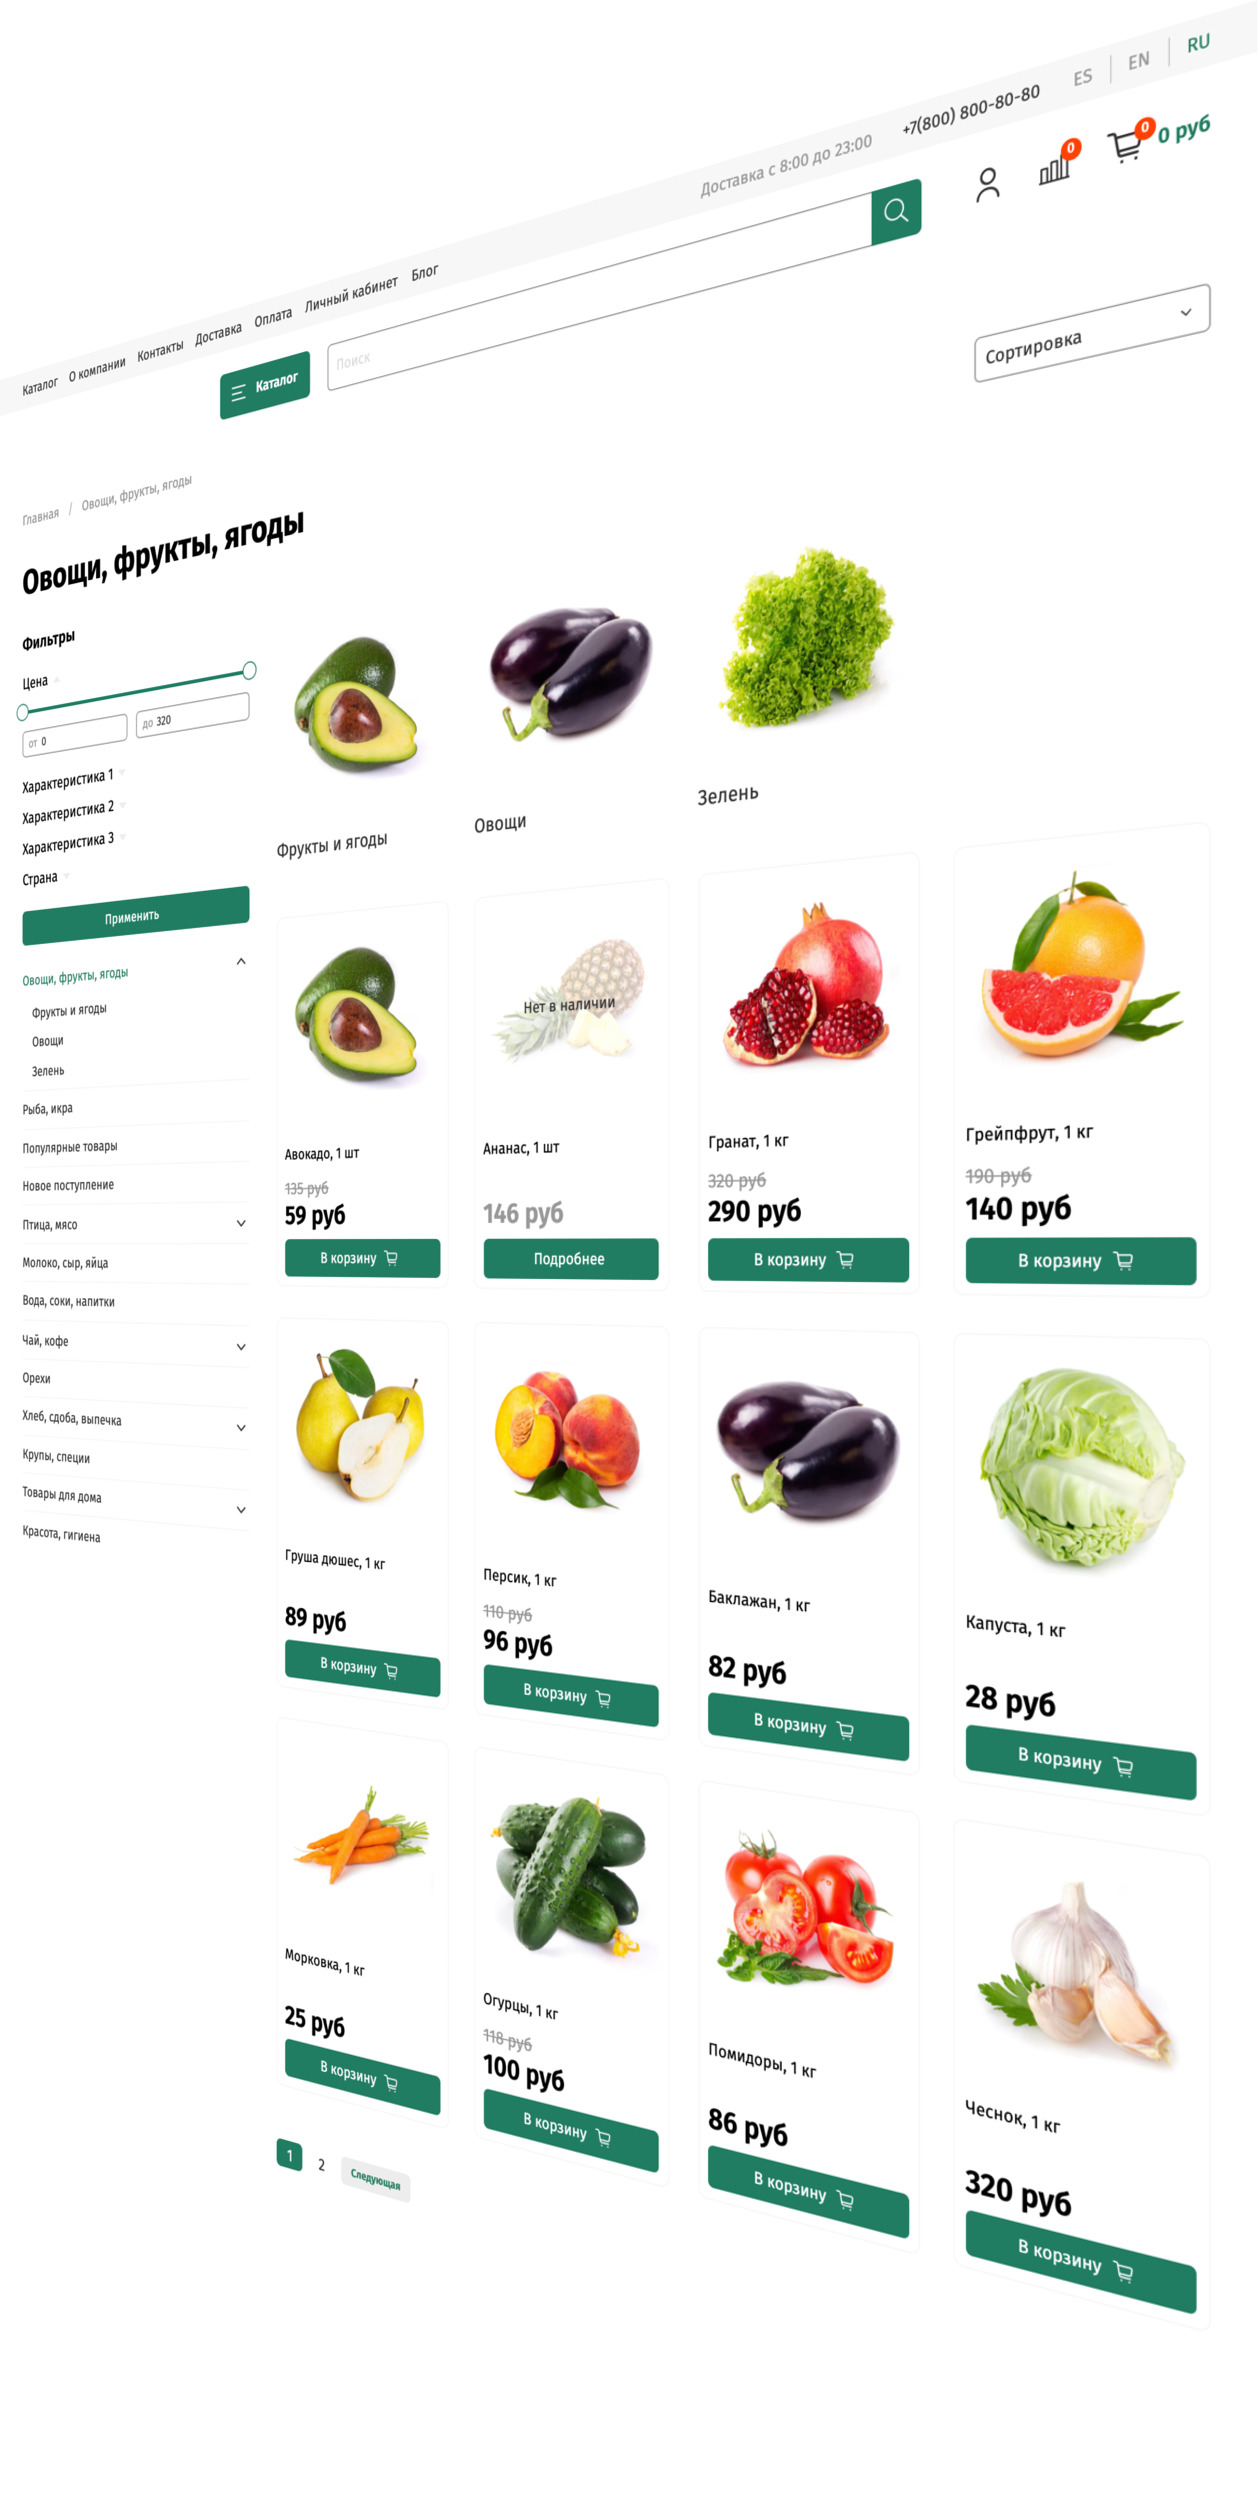 Каталог О компании Контакты Доставка Оплата Личный кабинет Блог Доставка с 8:00 до 23:00 +7(800) 800-80-80 ES EN RU
Каталог Поиск 0 0 0 руб
Главная / Овощи, фрукты, ягоды
Овощи, фрукты, ягоды
Сортировка
Фильтры
Цена
от 0 до 320
Характеристика 1
Характеристика 2
Характеристика 3
Страна
Применить
Овощи, фрукты, ягоды
Фрукты и ягоды
Овощи
Зелень
Рыба, икра
Популярные товары
Новое поступление
Птица, мясо
Молоко, сыр, яйца
Вода, соки, напитки
Чай, кофе
Орехи
Хлеб, сдоба, выпечка
Крупы, специи
Товары для дома
Красота, гигиена
Фрукты и ягоды
Овощи
Зелень
Авокадо, 1 шт
135 руб
59 руб
В корзину
Нет в наличии
Ананас, 1 шт
146 руб
Подробнее
Гранат, 1 кг
320 руб
290 руб
В корзину
Грейпфрут, 1 кг
190 руб
140 руб
В корзину
Груша дюшес, 1 кг
89 руб
В корзину
Персик, 1 кг
110 руб
96 руб
В корзину
Баклажан, 1 кг
82 руб
В корзину
Капуста, 1 кг
28 руб
В корзину
Морковка, 1 кг
25 руб
В корзину
Огурцы, 1 кг
118 руб
100 руб
В корзину
Помидоры, 1 кг
86 руб
В корзину
Чеснок, 1 кг
320 руб
В корзину
1 2 Следующая